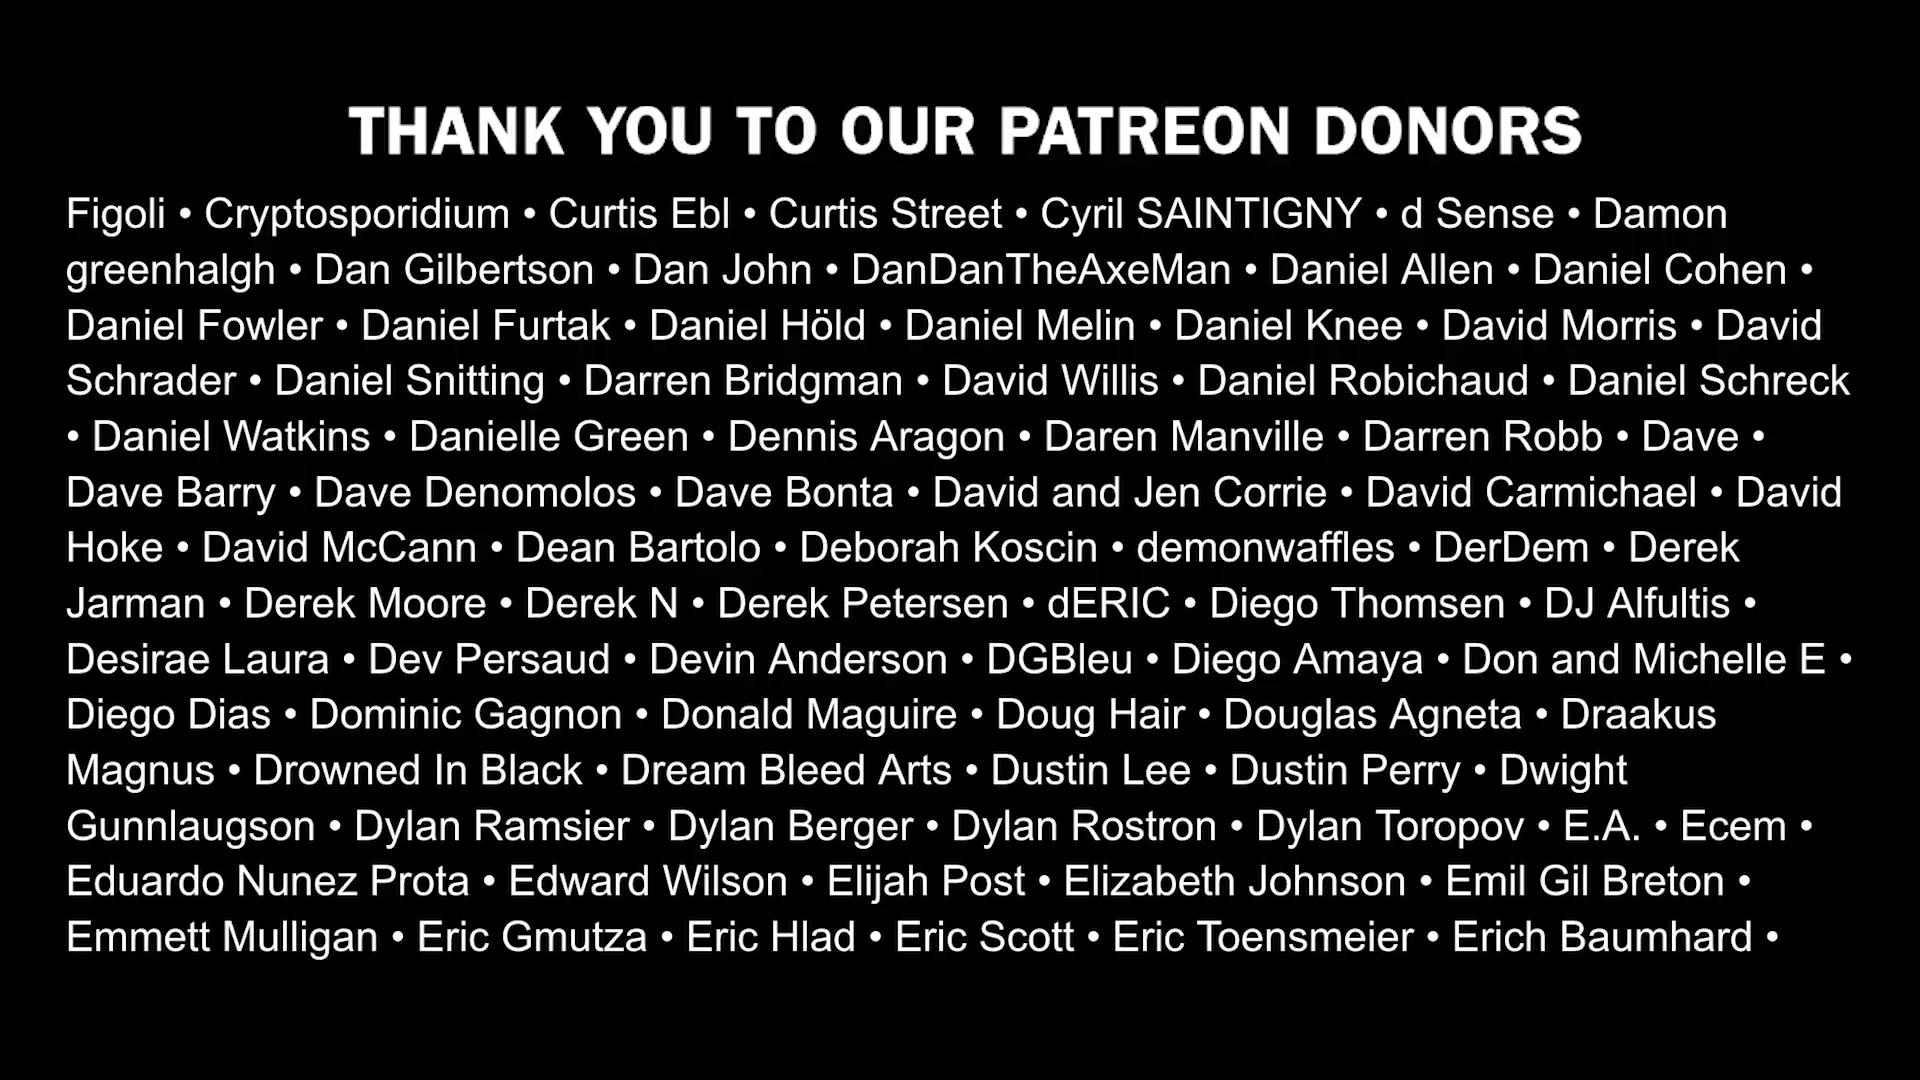 THANK YOU TO OUR PATREON DONORS
Figoli • Cryptosporidium • Curtis Ebl • Curtis Street • Cyril SAINTIGNY • d Sense • Damon
greenhalgh • Dan Gilbertson • Dan John • DanDanTheAxeMan • Daniel Allen • Daniel Cohen •
Daniel Fowler • Daniel Furtak • Daniel Höld • Daniel Melin • Daniel Knee • David Morris • David
Schrader • Daniel Snitting • Darren Bridgman • David Willis • Daniel Robichaud • Daniel Schreck
• Daniel Watkins • Danielle Green • Dennis Aragon • Daren Manville • Darren Robb • Dave •
Dave Barry • Dave Denomolos • Dave Bonta • David and Jen Corrie • David Carmichael • David
Hoke • David McCann • Dean Bartolo • Deborah Koscin • demonwaffles • DerDem • Derek
Jarman • Derek Moore • Derek N • Derek Petersen • dERIC • Diego Thomsen • DJ Alfultis •
Desirae Laura • Dev Persaud • Devin Anderson • DGBleu • Diego Amaya • Don and Michelle E •
Diego Dias • Dominic Gagnon • Donald Maguire • Doug Hair • Douglas Agneta • Draakus
Magnus • Drowned In Black • Dream Bleed Arts • Dustin Lee • Dustin Perry • Dwight
Gunnlaugson • Dylan Ramsier • Dylan Berger • Dylan Rostron • Dylan Toropov • E.A. • Ecem •
Eduardo Nunez Prota • Edward Wilson • Elijah Post • Elizabeth Johnson • Emil Gil Breton •
Emmett Mulligan • Eric Gmutza • Eric Hlad • Eric Scott • Eric Toensmeier • Erich Baumhard •